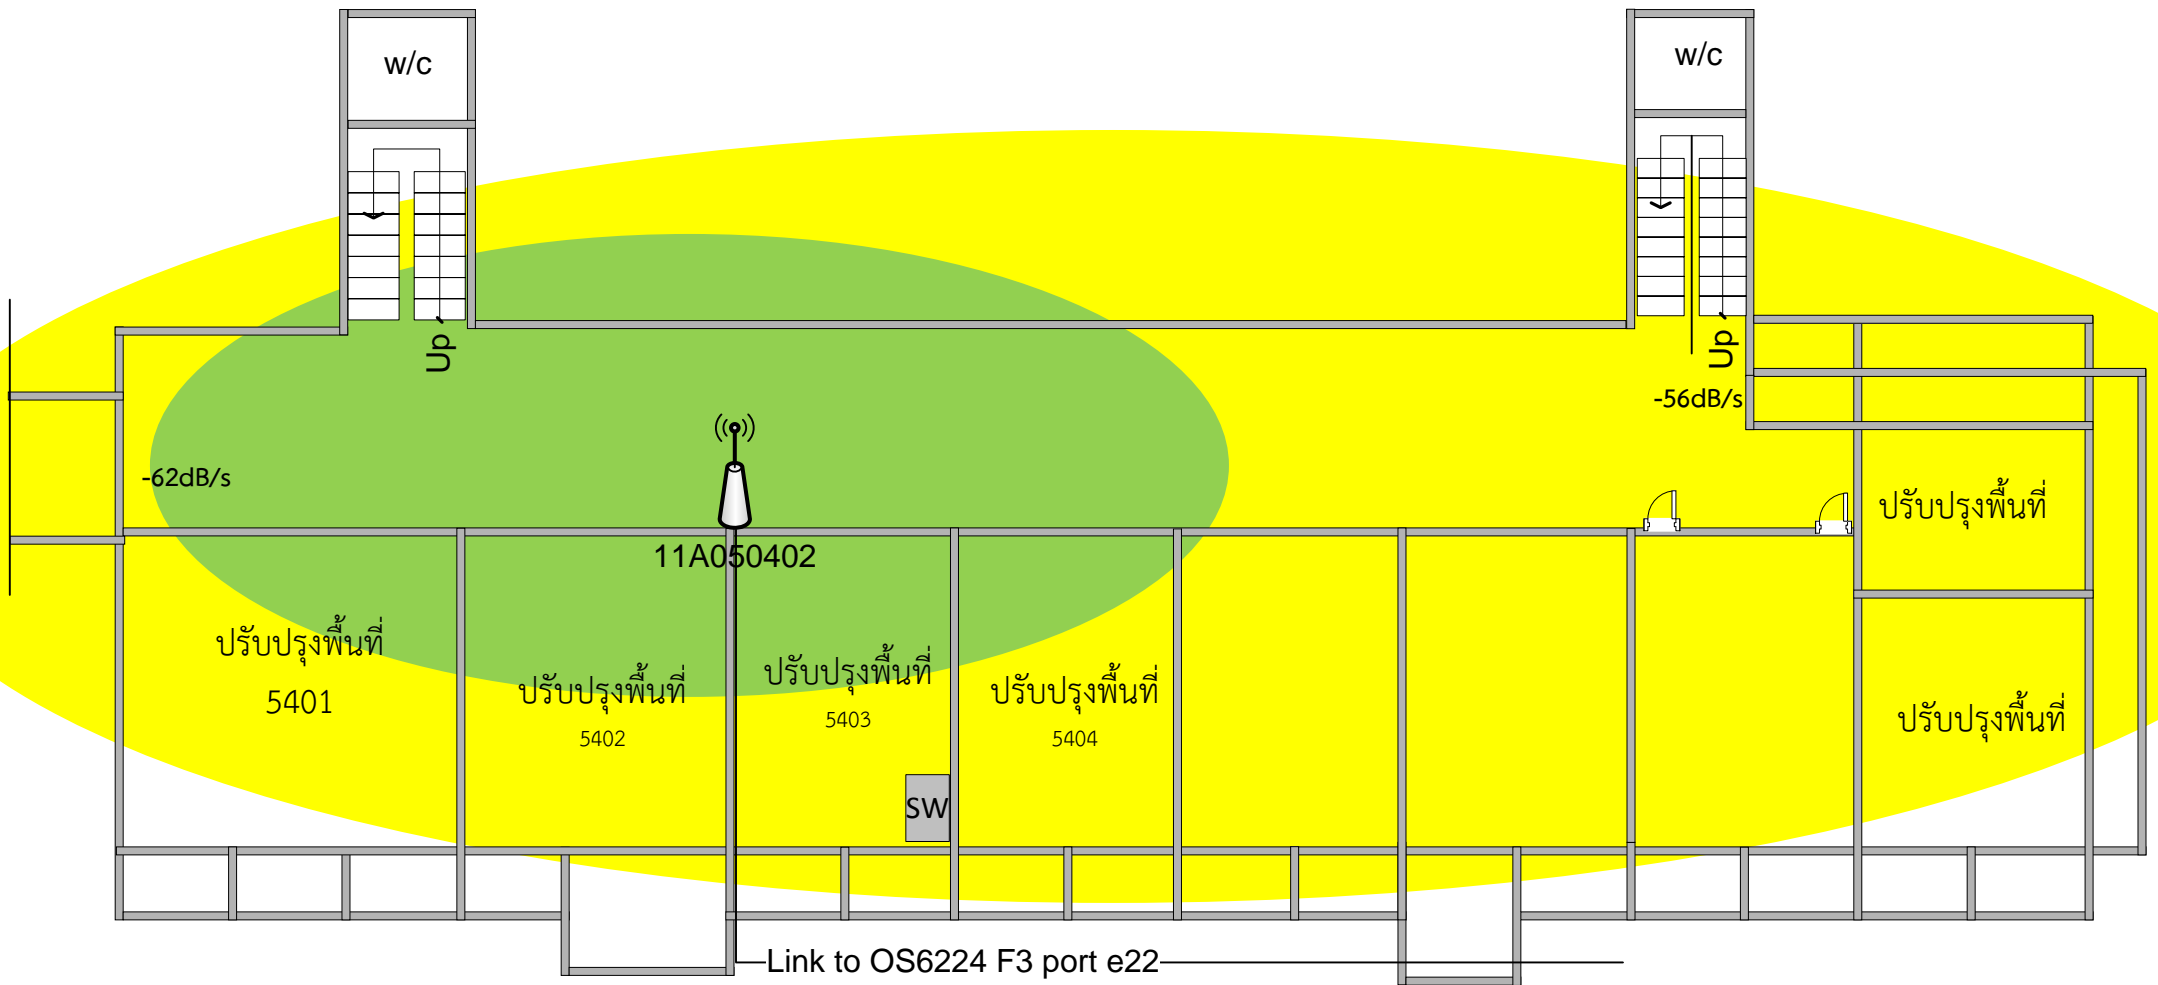 w/c
w/c
Up
Up
-56dB/s
-62dB/s
11A050402
ปรับปรุงพื้นที่
ปรับปรุงพื้นที่
5401
ปรับปรุงพื้นที่
5402
ปรับปรุงพื้นที่
5403
ปรับปรุงพื้นที่
5404
ปรับปรุงพื้นที่
SW
Link to OS6224 F3 port e22